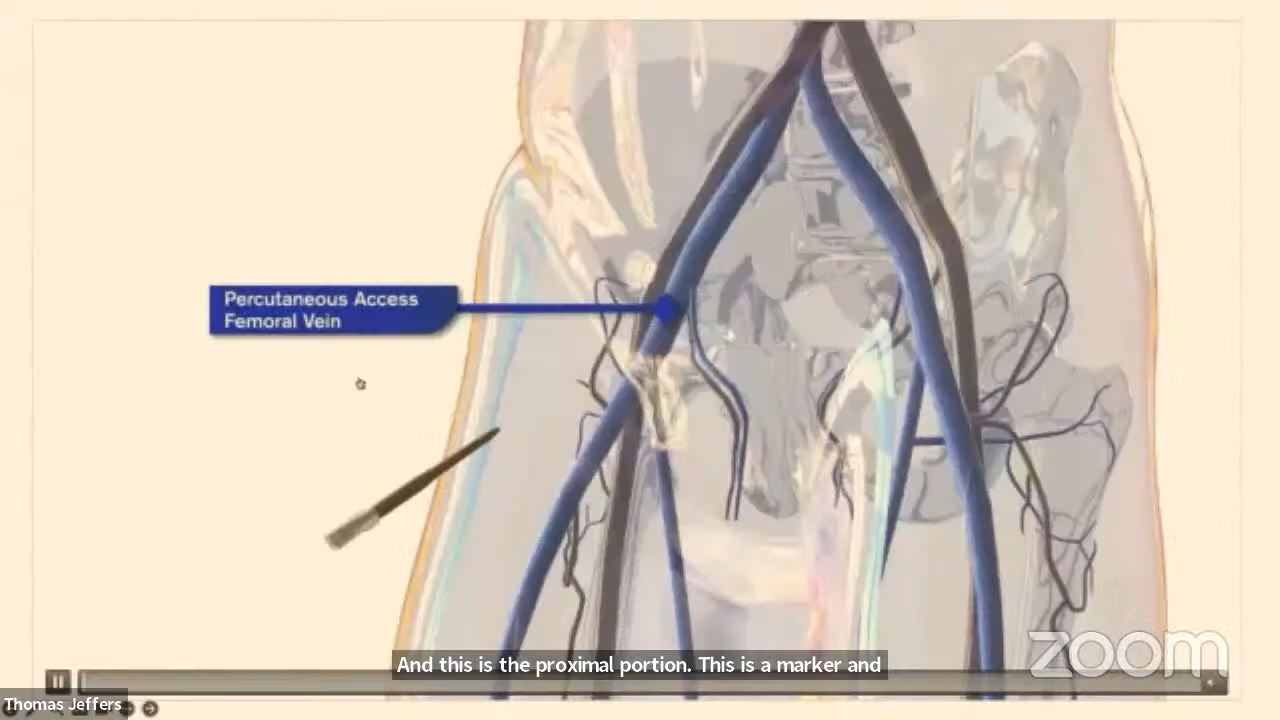 Percutaneous Access
Femoral Vein
And this is the proximal portion. This is a marker and
zoom
Thomas Jeffers